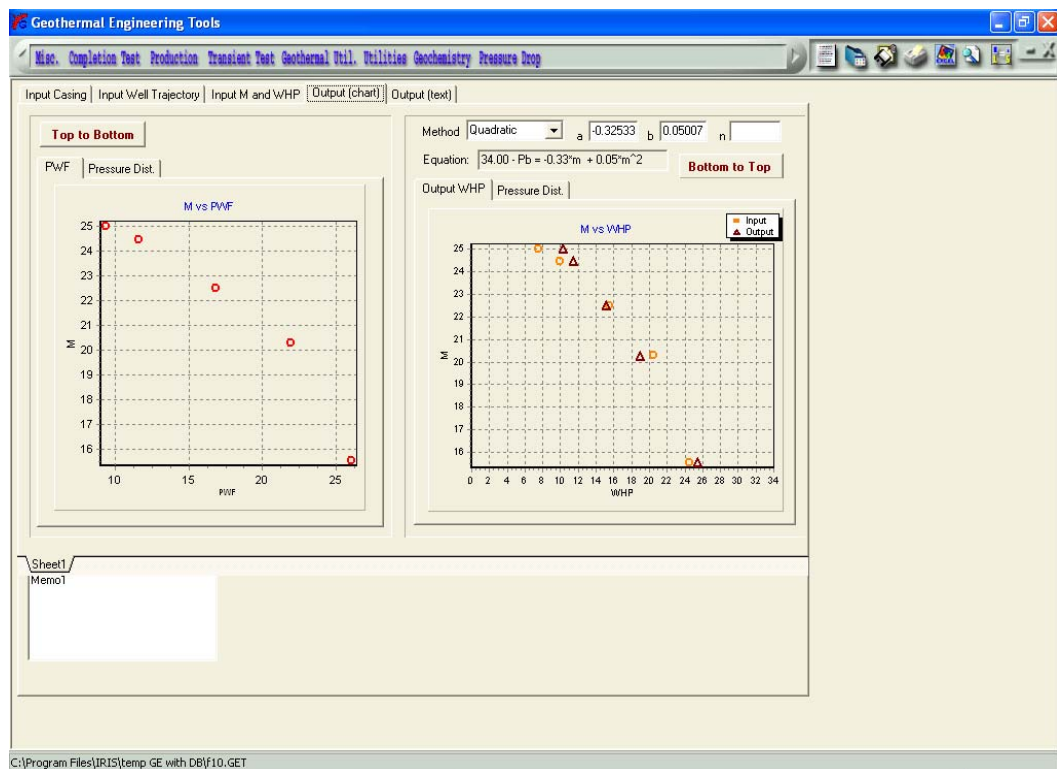 Geothermal Engineering Tools
Misc. Completion Test Production Transient Test Geothermal Util. Utilities Geochemistry Pressure Drop
Input Casing Input Well Trajectory Input M and WHP Output (chart) Output (text)
Top to Bottom
PWF Pressure Dist.
M vs PWF
25
24
23
22
21
20
19
18
17
16
M
10 15 20 25
PWF
Method Quadratic a -0.32533 b 0.05007 n
Equation: 34.00 - Pb = -0.33*m + 0.05*m^2
Bottom to Top
Output WHP Pressure Dist.
Input
Output
M vs WHP
25
24
23
22
21
20
19
18
17
16
M
0 2 4 6 8 10 12 14 16 18 20 22 24 26 28 30 32 34
WHP
Sheet1
Memo1
C:\Program Files\IRIS\temp GE with DB\f10.GET